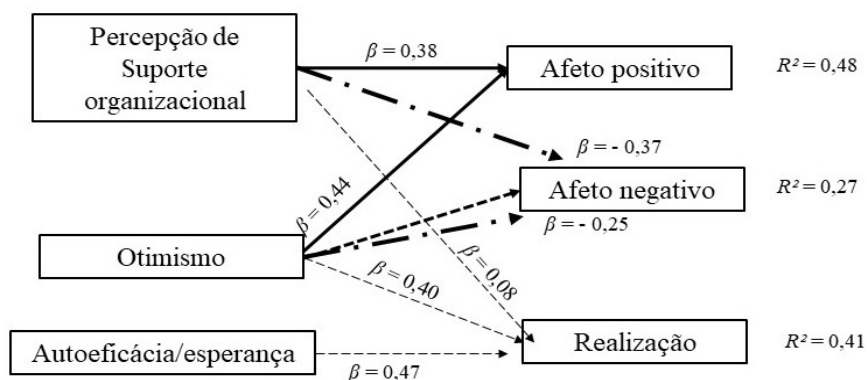 Percepção de
Suporte
organizacional
β = 0,38
Afeto positivo
R² = 0,48
β = - 0,37
β = 0,44
Afeto negativo
R² = 0,27
β = - 0,25
Otimismo
β = 0,40
β = 0,08
Autoeficácia/esperança
β = 0,47
Realização
R² = 0,41